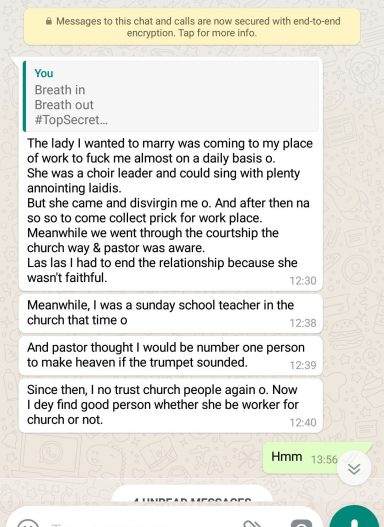 Messages to this chat and calls are now secured with end-to-end
encryption. Tap for more info.
You
Breath in
Breath out
#TopSecret...
The lady I wanted to marry was coming to my place
of work to fuck me almost on a daily basis o.
She was a choir leader and could sing with plenty
annointing laidis.
But she came and disvirgin me o. And after then na
so so to come collect prick for work place.
Meanwhile we went through the courtship the
church way & pastor was aware.
Las las I had to end the relationship because she
wasn't faithful.
12:30
Meanwhile, I was a sunday school teacher in the
church that time o
12:38
And pastor thought I would be number one person
to make heaven if the trumpet sounded.
12:39
Since then, I no trust church people again o. Now
I dey find good person whether she be worker for
church or not.
12:40
Hmm
13:56
4 UNREAD MESSAGES